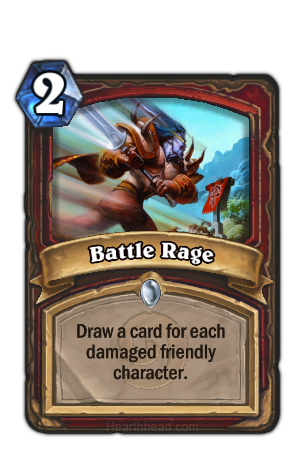 2
Battle Rage
Draw a card for each
damaged friendly
character.
Hearthhead.com